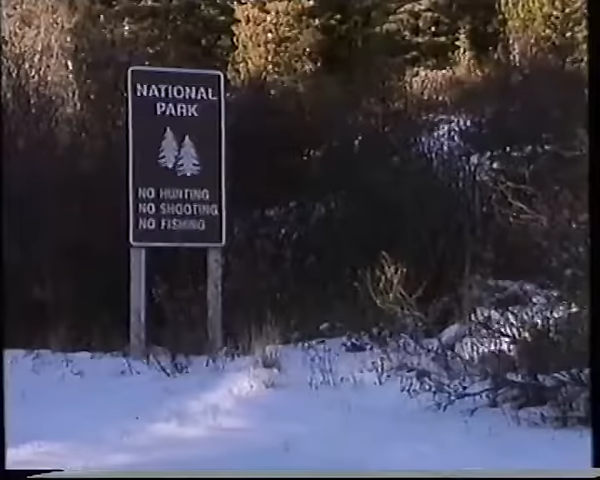 NATIONAL
PARK
NO HUNTING
NO SHOOTING
NO FISHING